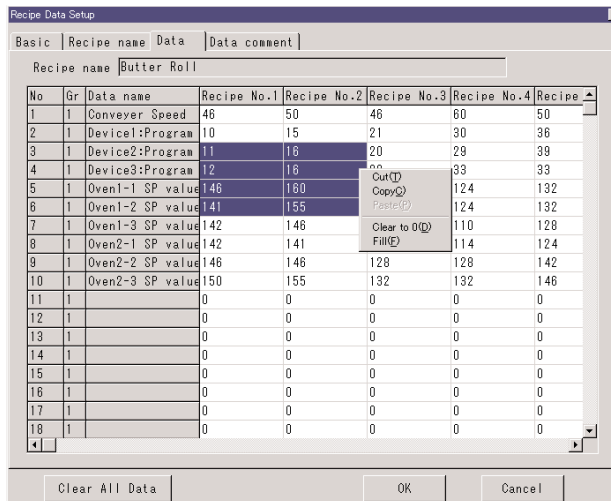 Recipe Data Setup
Basic Recipe name Data Data comment
Recipe name Butter Roll
No Gr Data name Recipe No.1 Recipe No.2 Recipe No.3 Recipe No.4 Recipe
1 1 Conveyer Speed 46 50 46 60 50
2 1 Device1:Program 10 15 21 30 36
3 1 Device2:Program 11 16 20 29 39
4 1 Device3:Program 12 16 33 33
5 1 Oven1-1 SP value 146 160 124 132
6 1 Oven1-2 SP value 141 155 124 132
7 1 Oven1-3 SP value 142 146 110 128
8 1 Oven2-1 SP value 142 141 114 124
9 1 Oven2-2 SP value 146 146 128 128 142
10 1 Oven2-3 SP value 150 155 132 132 146
11 1 0 0 0 0 0
12 1 0 0 0 0 0
13 1 0 0 0 0 0
14 1 0 0 0 0 0
15 1 0 0 0 0 0
16 1 0 0 0 0 0
17 1 0 0 0 0 0
18 1 0 0 0 0 0
Cut(T)
Copy(C)
Paste(P)
Clear to 0(D)
Fill(F)
Clear All Data OK Cancel